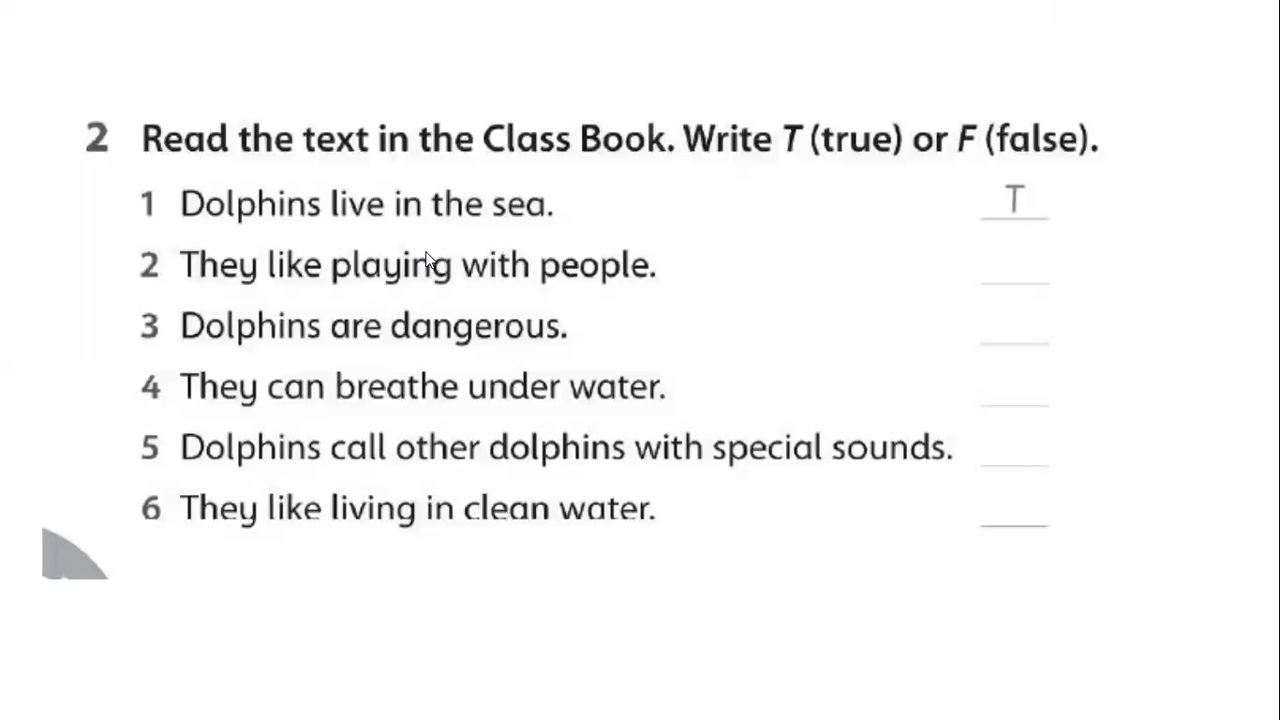 2 Read the text in the Class Book. Write T (true) or F (false).
1 Dolphins live in the sea. T
2 They like playing with people.
3 Dolphins are dangerous.
4 They can breathe under water.
5 Dolphins call other dolphins with special sounds.
6 They like living in clean water.